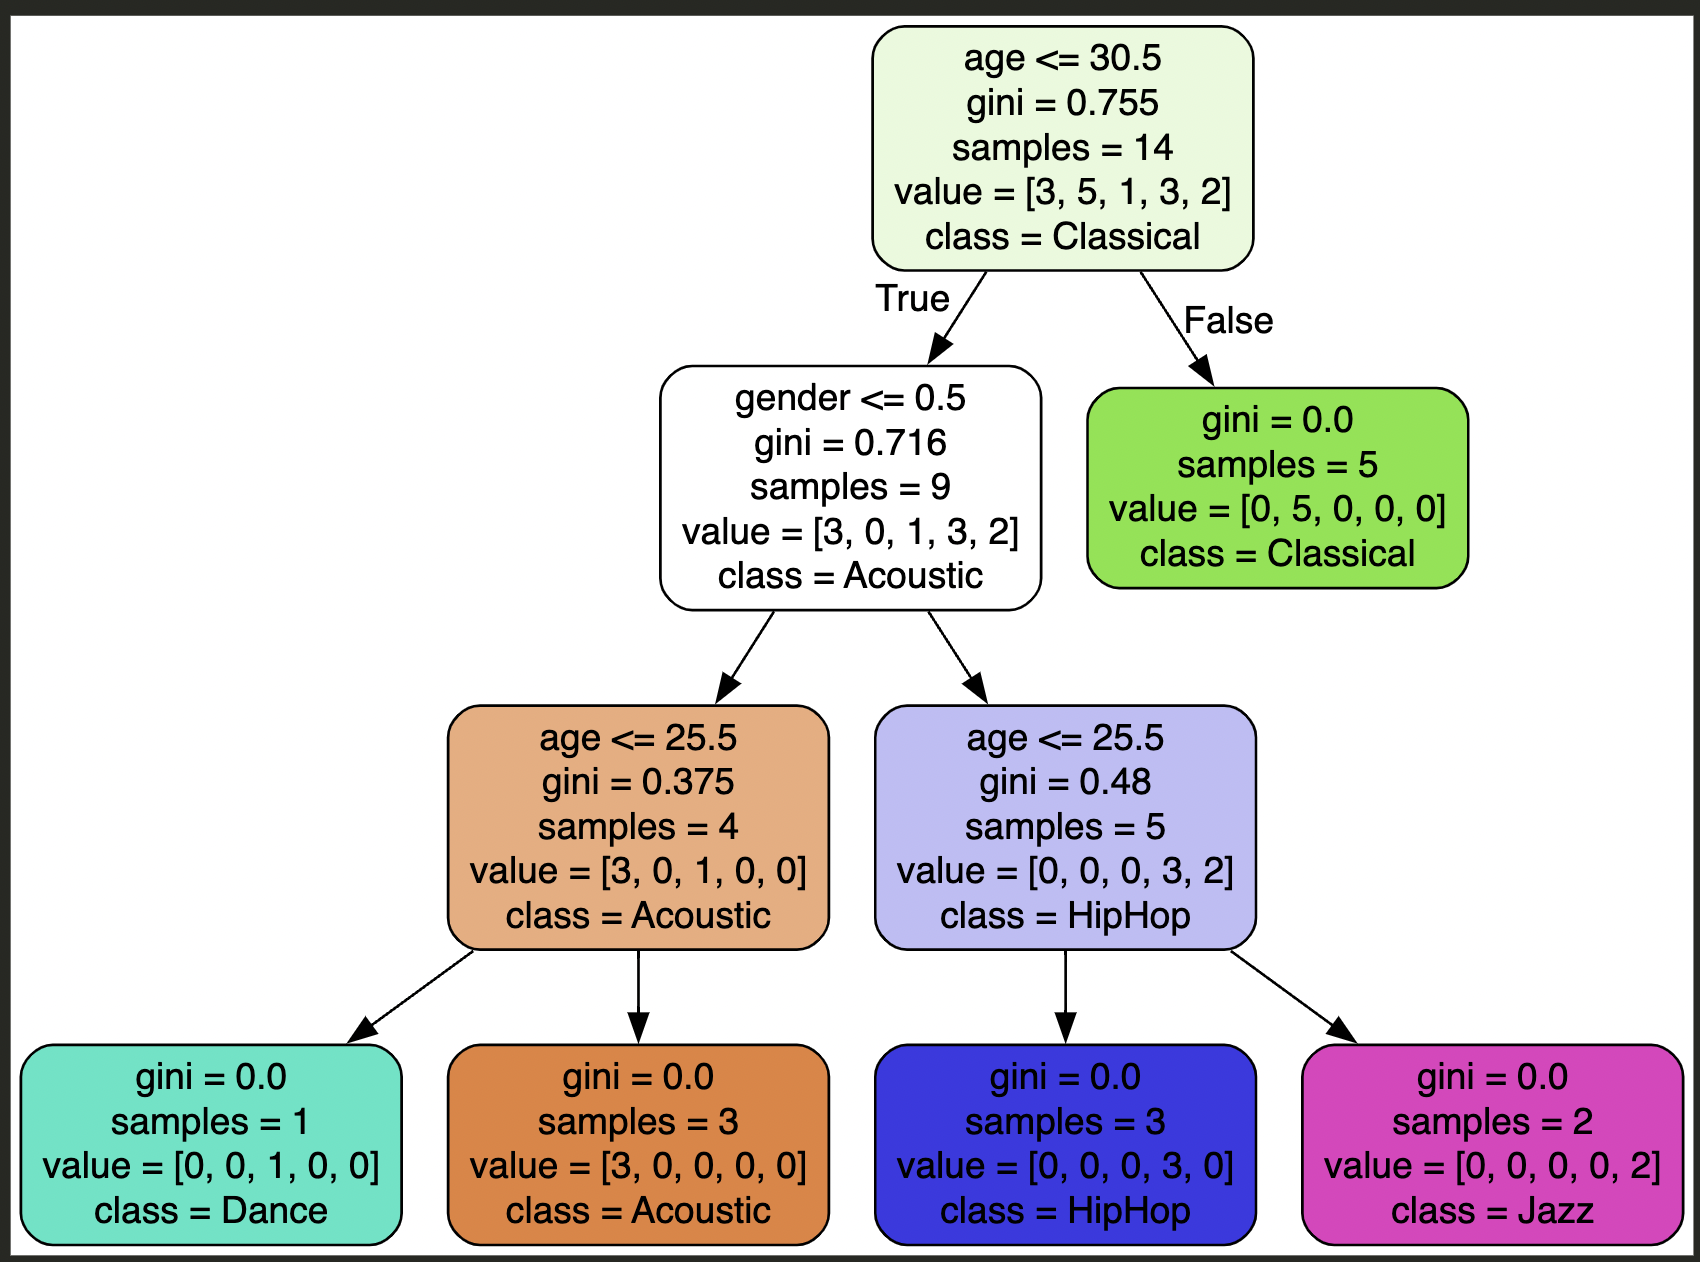 age <= 30.5
gini = 0.755
samples = 14
value = [3, 5, 1, 3, 2]
class = Classical
True
False
gender <= 0.5
gini = 0.716
samples = 9
value = [3, 0, 1, 3, 2]
class = Acoustic
gini = 0.0
samples = 5
value = [0, 5, 0, 0, 0]
class = Classical
age <= 25.5
gini = 0.375
samples = 4
value = [3, 0, 1, 0, 0]
class = Acoustic
age <= 25.5
gini = 0.48
samples = 5
value = [0, 0, 0, 3, 2]
class = HipHop
gini = 0.0
samples = 1
value = [0, 0, 1, 0, 0]
class = Dance
gini = 0.0
samples = 3
value = [3, 0, 0, 0, 0]
class = Acoustic
gini = 0.0
samples = 3
value = [0, 0, 0, 3, 0]
class = HipHop
gini = 0.0
samples = 2
value = [0, 0, 0, 0, 2]
class = Jazz